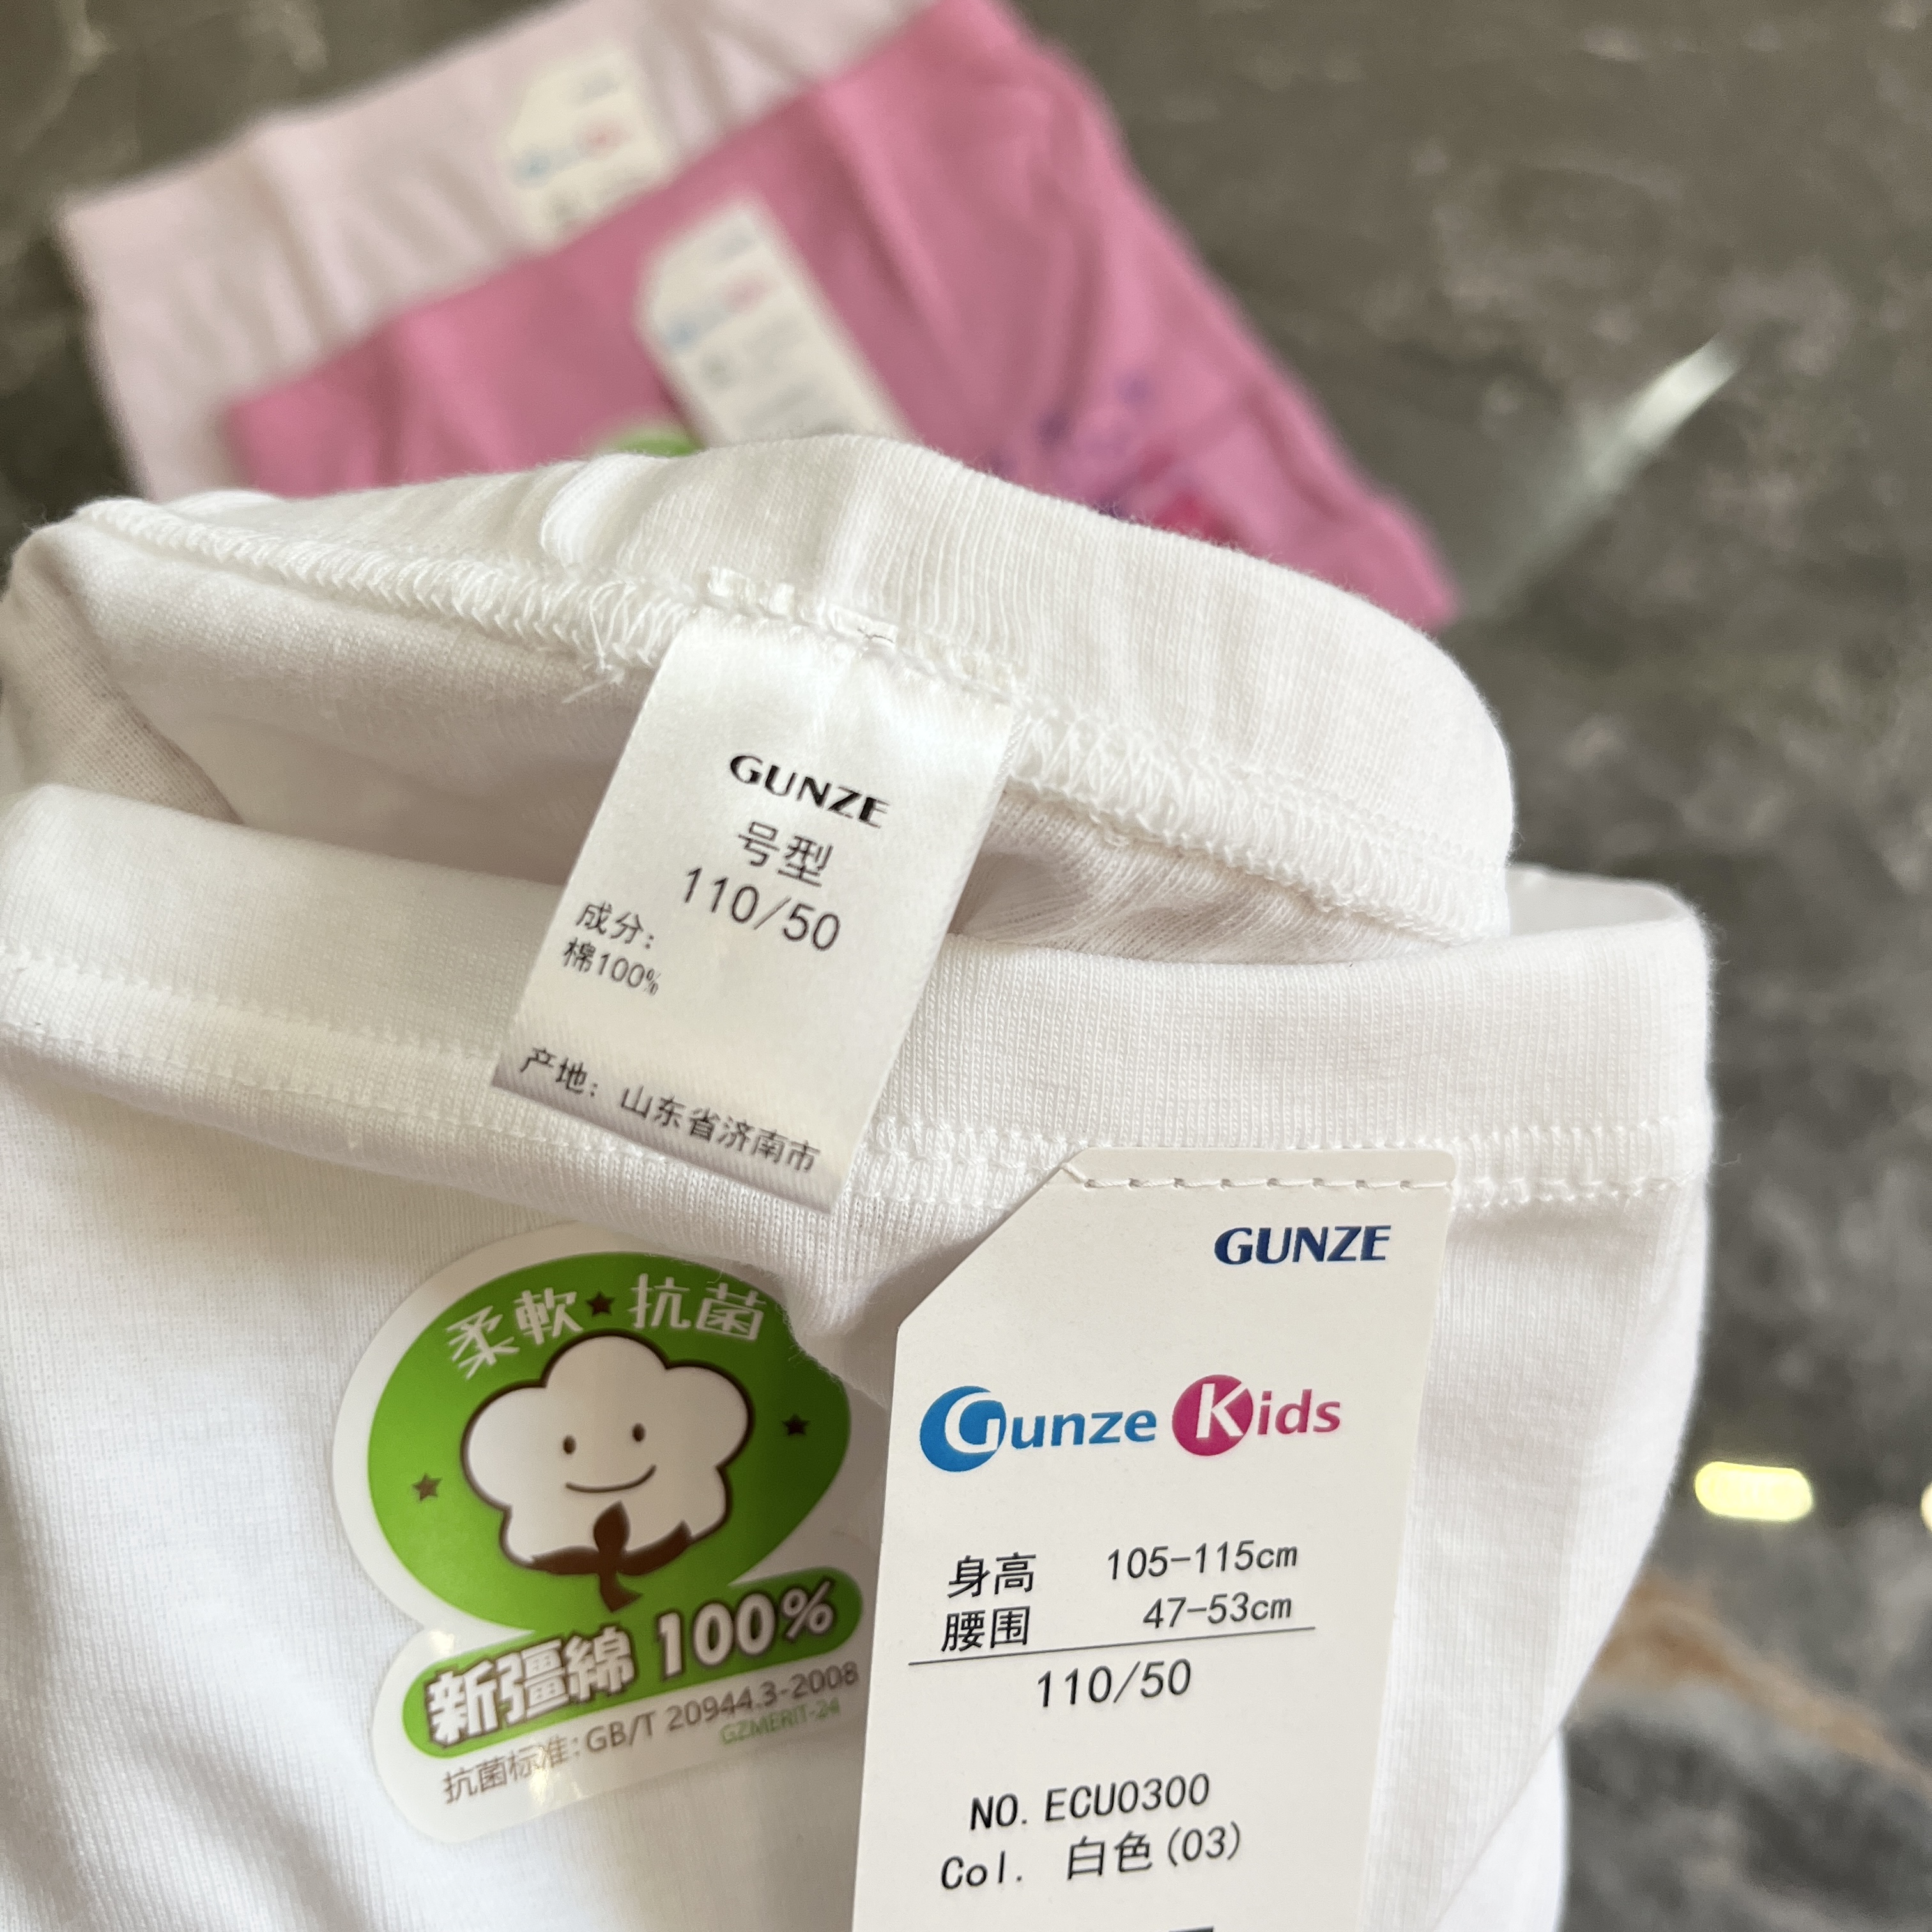 GUNZE
号型
110/50
成分:
棉100%
产地: 山东省济南市
柔軟★抗菌
新疆綿 100%
抗菌标准:GB/T 20944.3-2008
GZMERIT-24
GUNZE
Gunze Kids
身高 105-115cm
腰围 47-53cm
110/50
NO. ECU0300
Col. 白色(03)